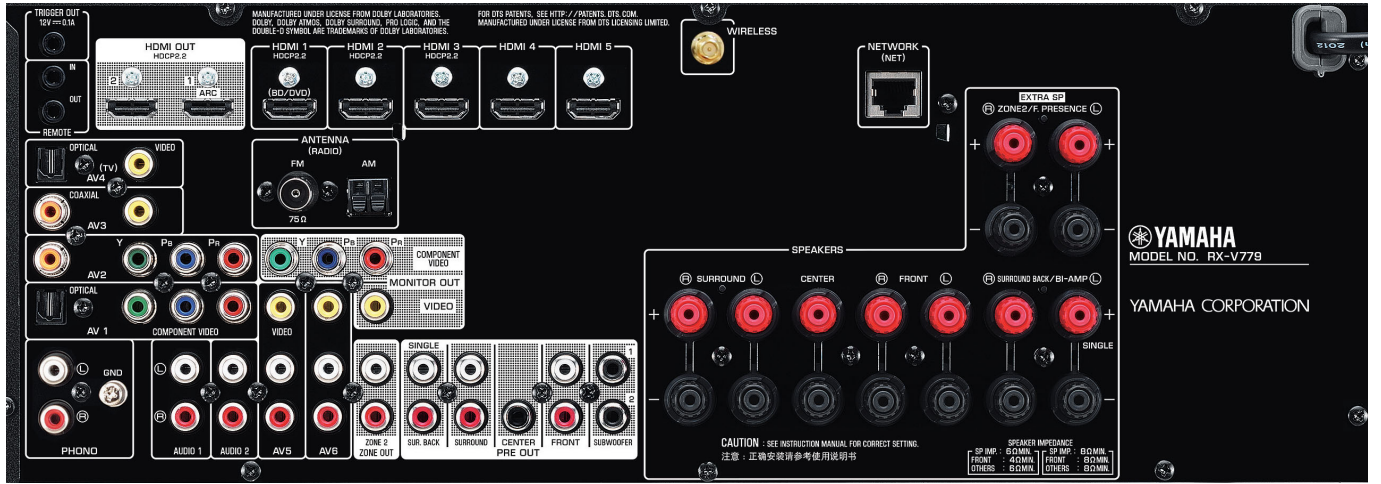 TRIGGER OUT
12V⎓0.1A
IN
OUT
REMOTE
HDMI OUT
HDCP2.2
2
1
ARC
MANUFACTURED UNDER LICENSE FROM DOLBY LABORATORIES.
DOLBY, DOLBY ATMOS, DOLBY SURROUND, PRO LOGIC, AND THE
DOUBLE-D SYMBOL ARE TRADEMARKS OF DOLBY LABORATORIES.
FOR DTS PATENTS, SEE HTTP://PATENTS. DTS. COM.
MANUFACTURED UNDER LICENSE FROM DTS LICENSING LIMITED.
HDMI 1
HDCP2.2
(BD/DVD)
HDMI 2
HDCP2.2
HDMI 3
HDCP2.2
HDMI 4
HDMI 5
WIRELESS
NETWORK
(NET)
2012
ANTENNA
(RADIO)
FM
AM
75Ω
OPTICAL
(TV)
VIDEO
AV4
COAXIAL
AV3
AV2
Y
PB
PR
OPTICAL
AV 1
COMPONENT VIDEO
Y
PB
PR
COMPONENT
VIDEO
MONITOR OUT
VIDEO
VIDEO
EXTRA SP
R ZONE2/F. PRESENCE L
+
+
−
−
YAMAHA
MODEL NO. RX-V779
YAMAHA CORPORATION
SPEAKERS
R SURROUND L
CENTER
R FRONT L
R SURROUND BACK/BI-AMP L
+
+
SINGLE
−
−
L
R
GND
PHONO
L
R
AUDIO 1
AUDIO 2
AV5
AV6
ZONE 2
ZONE OUT
SINGLE
SUR. BACK
SURROUND
CENTER
FRONT
1
2
SUBWOOFER
PRE OUT
CAUTION : SEE INSTRUCTION MANUAL FOR CORRECT SETTING.
注意 : 正确安装请参考使用说明书
SPEAKER IMPEDANCE
SP IMP. : 6ΩMIN.
FRONT : 4ΩMIN.
OTHERS : 6ΩMIN.
SP IMP. : 8ΩMIN.
FRONT : 8ΩMIN.
OTHERS : 8ΩMIN.